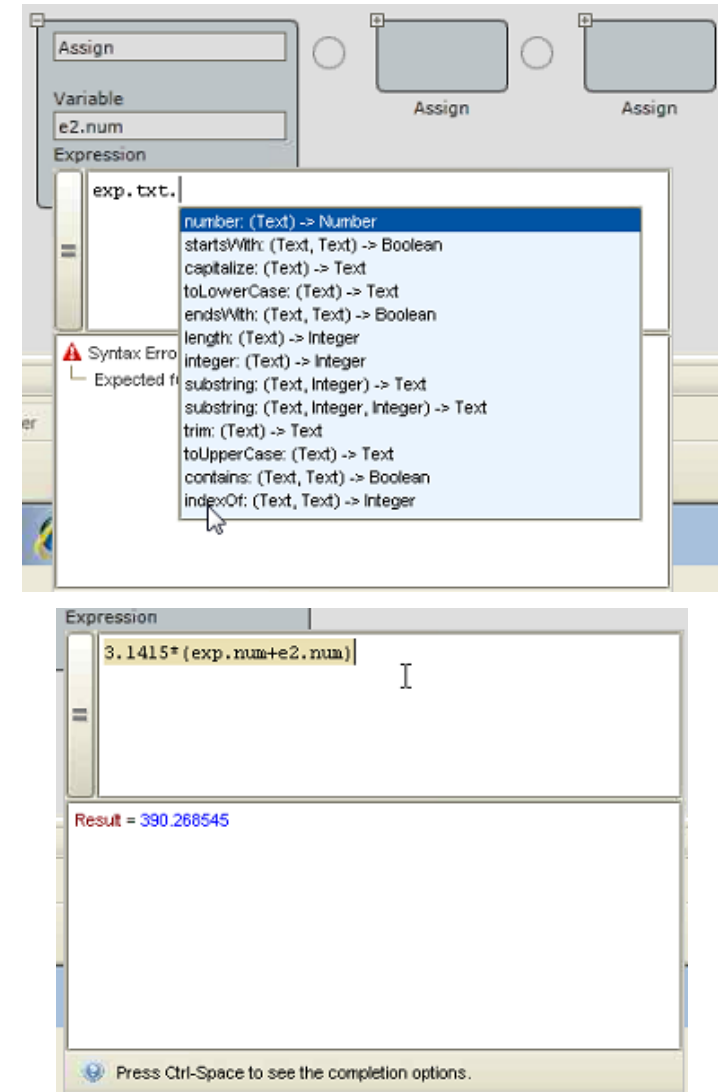 Assign
Variable
e2.num
Assign
Assign
Expression
exp.txt.
number: (Text) -> Number
startsWith: (Text, Text) -> Boolean
capitalize: (Text) -> Text
toLowerCase: (Text) -> Text
endsWith: (Text, Text) -> Boolean
length: (Text) -> Integer
integer: (Text) -> Integer
substring: (Text, Integer) -> Text
substring: (Text, Integer, Integer) -> Text
trim: (Text) -> Text
toUpperCase: (Text) -> Text
contains: (Text, Text) -> Boolean
indexOf: (Text, Text) -> Integer
Syntax Erro
Expected f
er
Expression
3.1415*(exp.num+e2.num)
Result = 390.268545
Press Ctrl-Space to see the completion options.